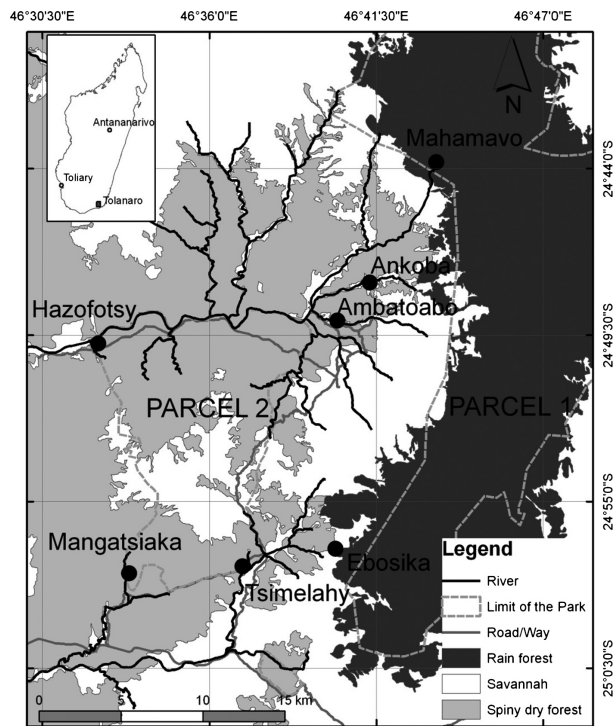 46°30'30"E 46°36'0"E 46°41'30"E 46°47'0"E
N
Antananarivo
Toliary
Tolanaro
Mahamavo
24°44'0"S
Ankoba
Ambatoabo
Hazofotsy
24°49'30"S
PARCEL 2
PARCEL 1
24°55'0"S
Mangatsiaka
Ebosika
Tsimelahy
Legend
River
Limit of the Park
Road/Way
Rain forest
Savannah
Spiny dry forest
25°0'30"S
0 5 10 15 km